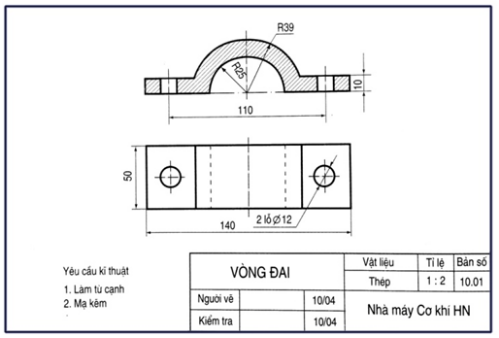 R39
R25
10
110
50
2 lỗ Ø12
140
Yêu cầu kĩ thuật
1. Làm tù cạnh
2. Mạ kẽm
VÒNG ĐAI
Vật liệu
Tỉ lệ
Bản số
Thép
1 : 2
10.01
Người vẽ
10/04
Kiểm tra
10/04
Nhà máy Cơ khí HN